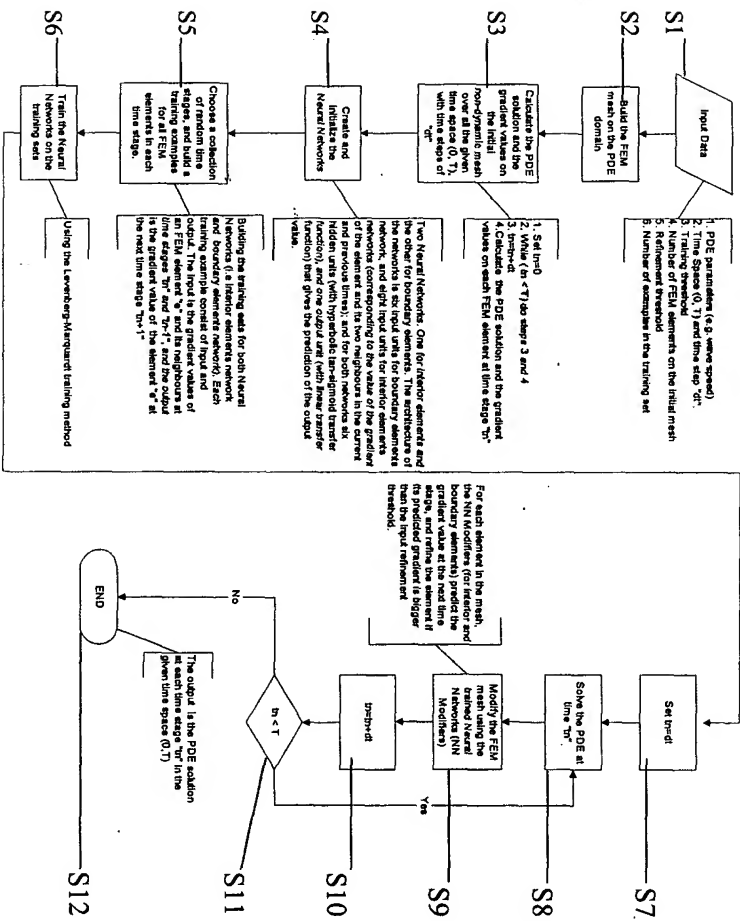 S1
Input Data
1. PDE parameters (e.g. wave speed)
2. Time Space (0, T) and time step "dt".
3. Training threshold
4. Number of FEM elements on the initial mesh
5. Refinement threshold
6. Number of examples in the training set
S2
Build the FEM
mesh on the PDE
domain
S3
Calculate the PDE
solution and the
gradient values on
the initial
non-dynamic mesh
over all the given
time space (0, T),
with time steps of
"dt"
1. Set tn=0
2. While (tn < T) do steps 3 and 4
3. tn=tn+dt
4.Calculate the PDE solution and the gradient
values on each FEM element at time stage "tn"
S4
Create and
initialize the
Neural Networks
Two Neural Networks. One for interior elements and
the other for boundary elements. The architecture of
the networks is six input units for boundary elements
network, and eight input units for interior elements
networks (corresponding to the value of the gradient
of the element and its two neighbours in the current
and previous times); and for both networks six
hidden units (with hyperbolic tan-sigmoid transfer
function), and one output unit (with linear transfer
function) that gives the prediction of the output
value.
S5
Choose a collection
of random time
stages, and build a
training examples
for all FEM
elements in each
time stage.
Building the training sets for both Neural
Networks (i.e interior elements network
and boundary elements network). Each
training example consist of input and
output. The input is the gradient values of
an FEM element "e" and its neighbours at
time stages "tn" and "tn-1", and the output
is the gradient value of the element "e" at
the next time stage "tn+1"
S6
Train the Neural
Networks on the
training sets
Using the Levenberg-Marquardt training method
S7
Set tn=dt
S8
Solve the PDE at
time "tn".
S9
Modify the FEM
mesh using the
trained Neural
Networks (NN
Modifiers)
For each element in the mesh,
the NN Modifiers (for interior and
boundary elements) predict the
gradient value at the next time
stage, and refine the element if
its predicted gradient is bigger
than the input refinement
threshold.
S10
tn=tn+dt
S11
tn < T
Yes
No
S12
END
The output is the PDE solution
at each time stage "tn" in the
given time space (0,T)